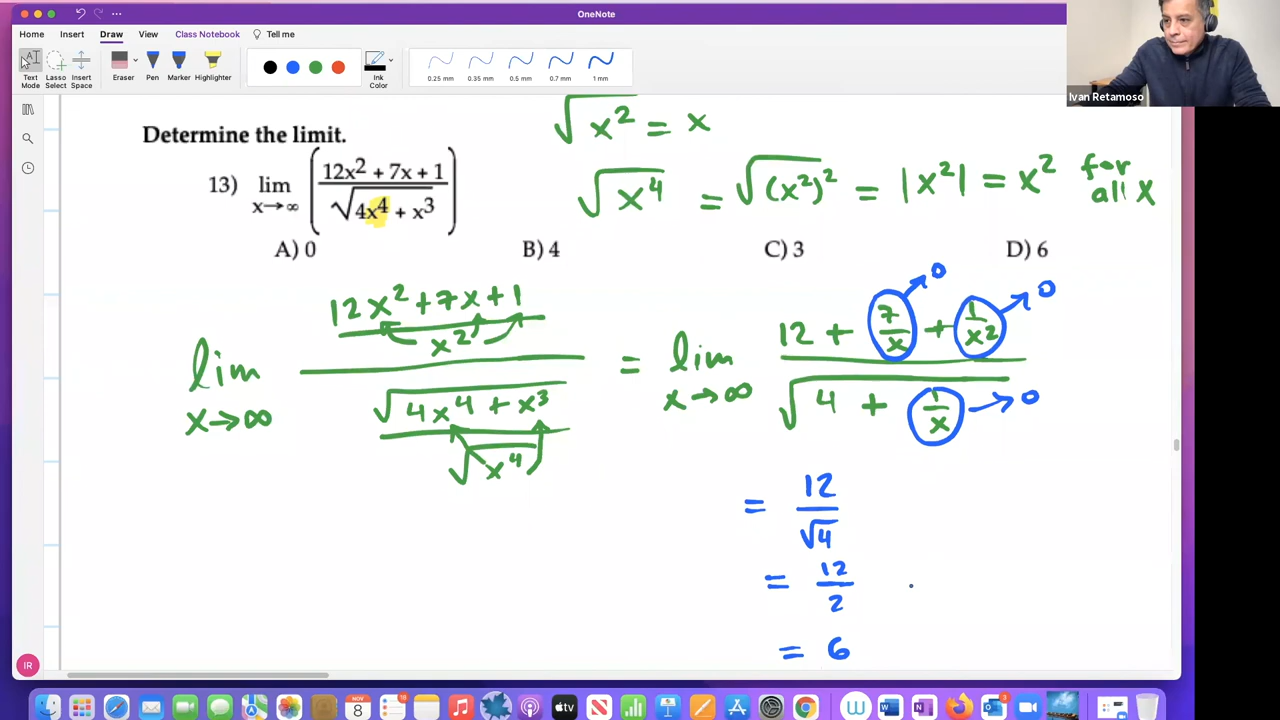 OneNote
Home Insert Draw View Class Notebook Tell me
Text Mode Lasso Select Insert Space Eraser Pen Marker Highlighter Ink Color 0.25 mm 0.35 mm 0.5 mm 0.7 mm 1 mm
Ivan Retamoso
√x² = x
Determine the limit.
√x⁴ = √(x²)² = |x²| = x² for all x
13) lim x→∞ ( (12x² + 7x + 1) / √(4x⁴ + x³) )
A) 0 B) 4 C) 3 D) 6
lim x→∞ ((12x² + 7x + 1) / x²) / (√(4x⁴ + x³) / √x⁴) = lim x→∞ (12 + 7/x + 1/x²) / √(4 + 1/x)
→ 0 → 0
→ 0
= 12/√4
= 12/2
= 6
IR
NOV 8